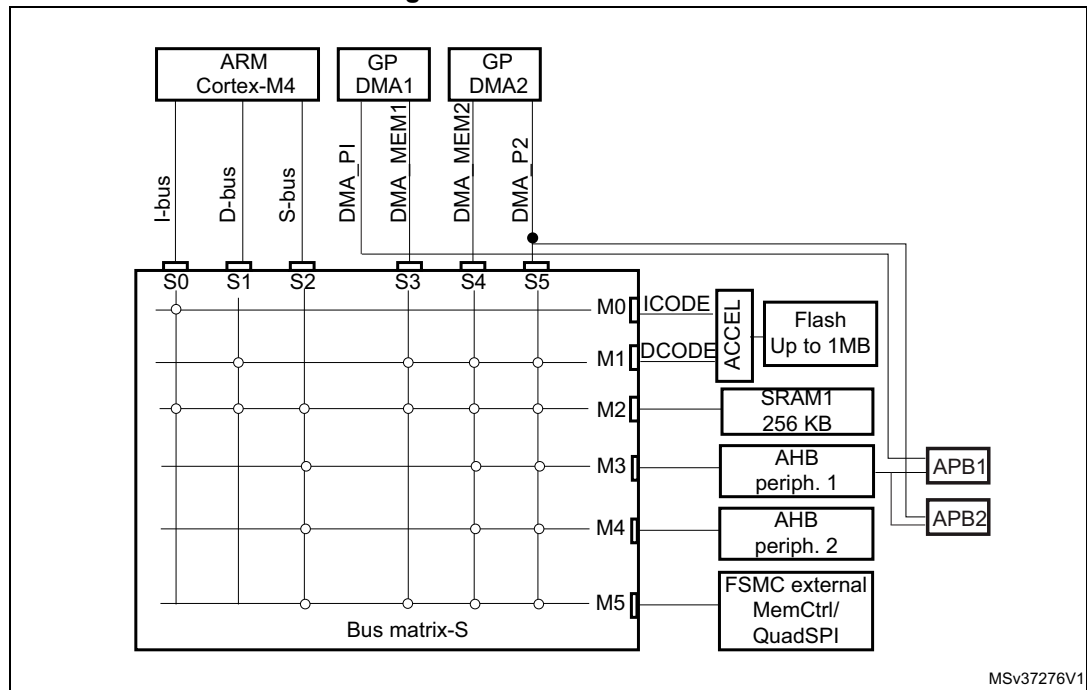 ARM
Cortex-M4
GP
DMA1
GP
DMA2
I-bus
D-bus
S-bus
DMA_PI
DMA_MEM1
DMA_MEM2
DMA_P2
S0 S1 S2 S3 S4 S5
M0 ICODE
M1 DCODE
ACCEL
Flash
Up to 1MB
M2
SRAM1
256 KB
M3
AHB
periph. 1
APB1
APB2
M4
AHB
periph. 2
M5
FSMC external
MemCtrl/
QuadSPI
Bus matrix-S
MSv37276V1